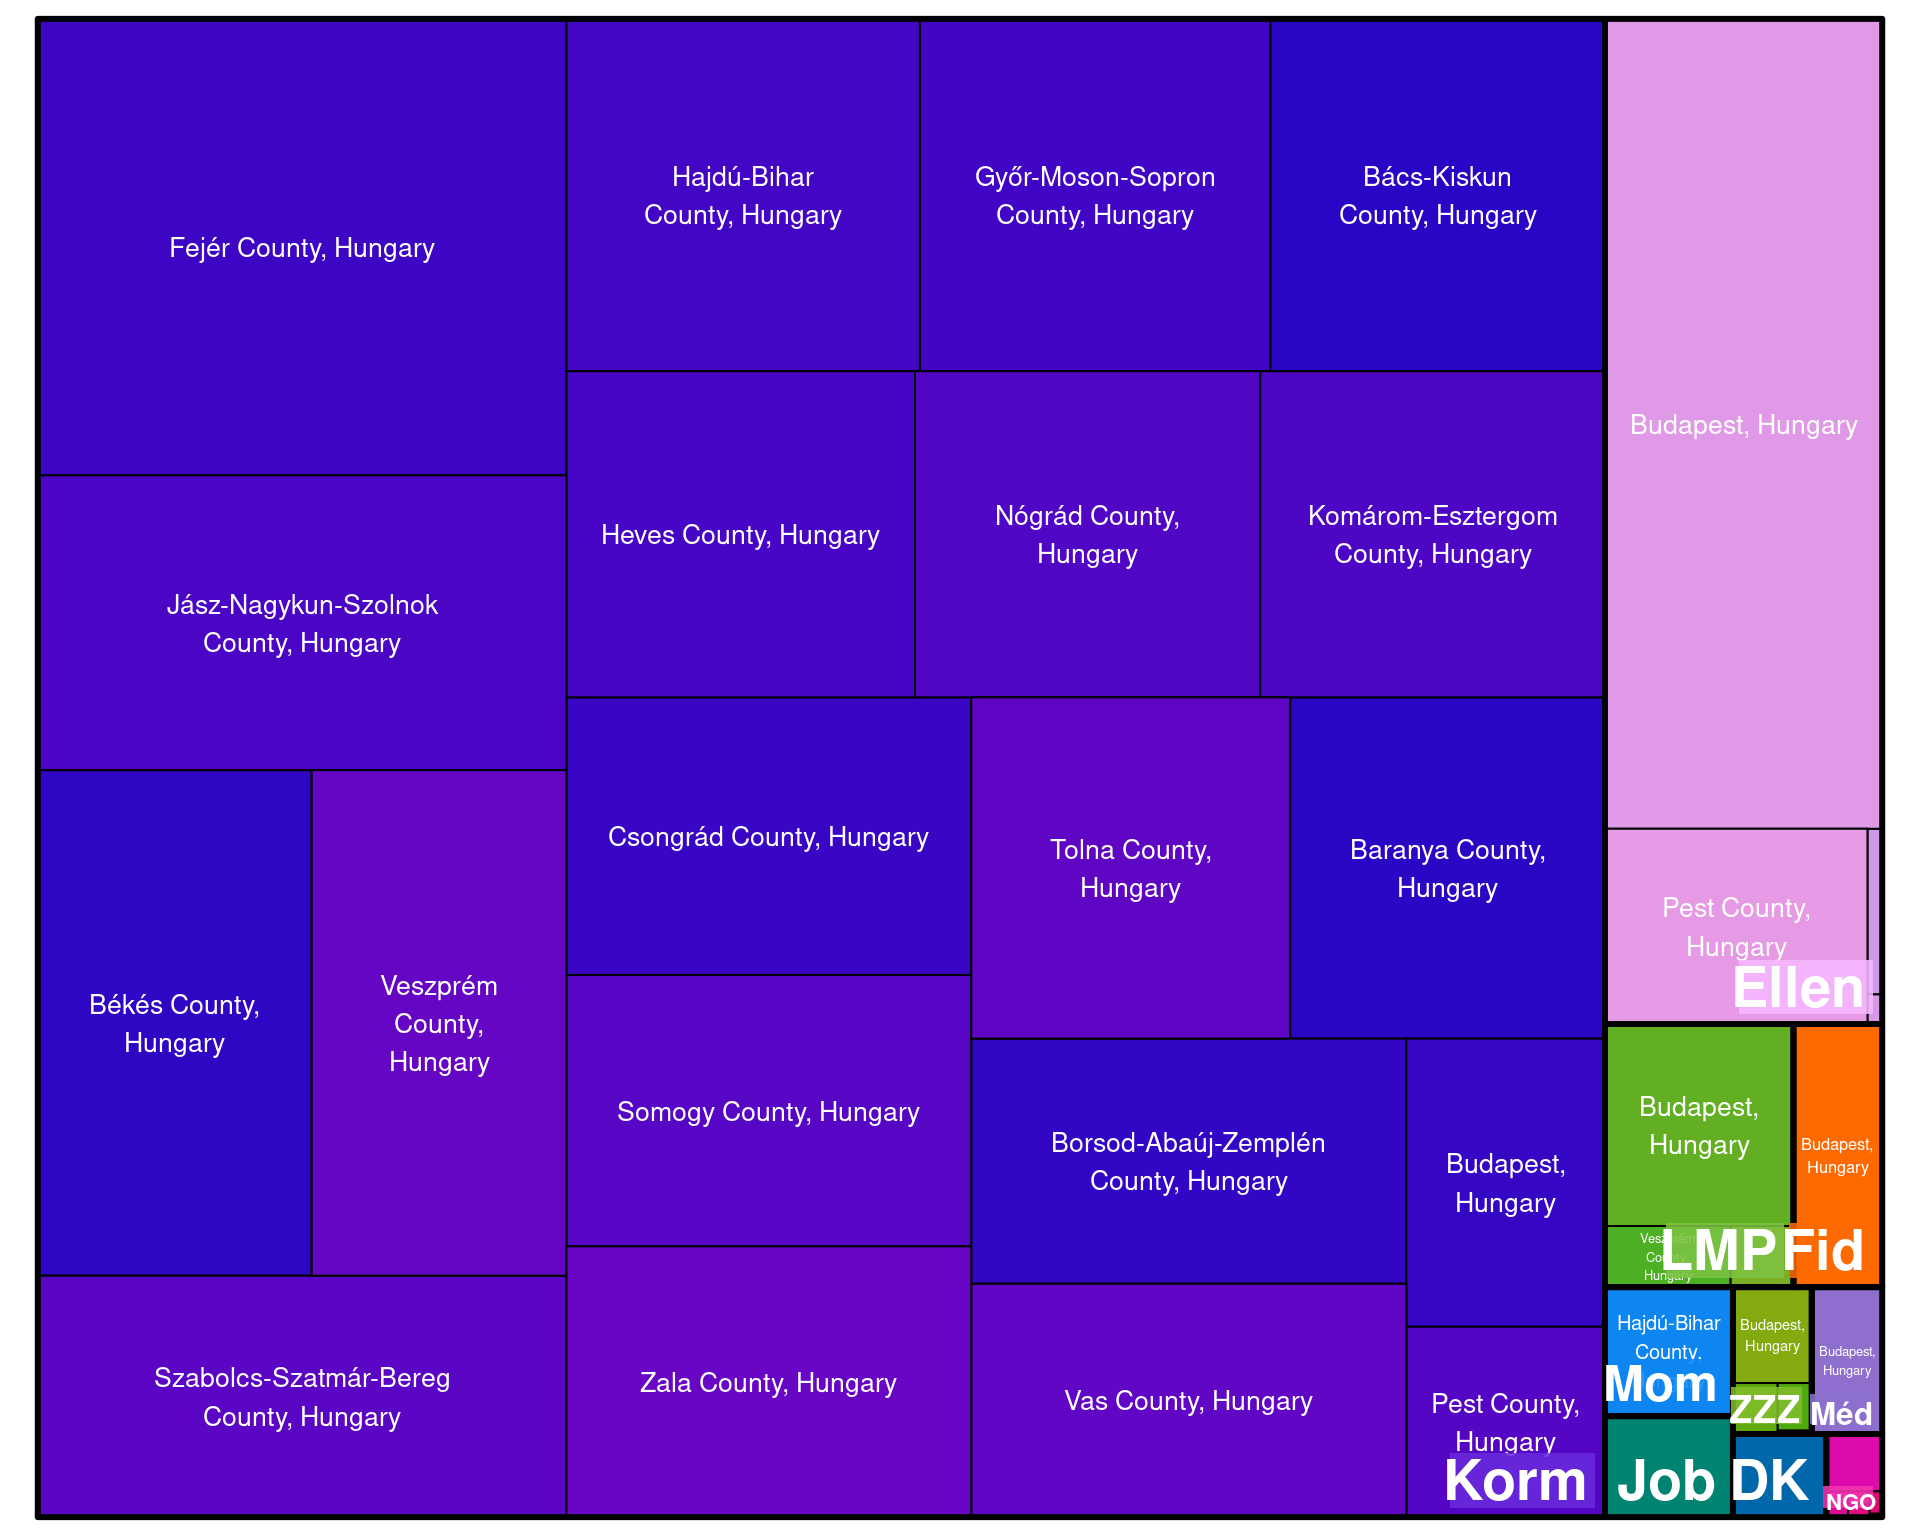 Fejér County, Hungary
Hajdú-Bihar
County, Hungary
Győr-Moson-Sopron
County, Hungary
Bács-Kiskun
County, Hungary
Budapest, Hungary
Jász-Nagykun-Szolnok
County, Hungary
Heves County, Hungary
Nógrád County,
Hungary
Komárom-Esztergom
County, Hungary
Békés County,
Hungary
Veszprém
County,
Hungary
Csongrád County, Hungary
Tolna County,
Hungary
Baranya County,
Hungary
Pest County,
Hungary
Ellen
Somogy County, Hungary
Borsod-Abaúj-Zemplén
County, Hungary
Budapest,
Hungary
Budapest,
Hungary
Budapest,
Hungary
Veszprém
County,
Hungary
LMP
Fid
Szabolcs-Szatmár-Bereg
County, Hungary
Zala County, Hungary
Vas County, Hungary
Pest County,
Hungary
Korm
Hajdú-Bihar
County,
Mom
Budapest,
Hungary
ZZZ
Budapest,
Hungary
Méd
Job
DK
NGO